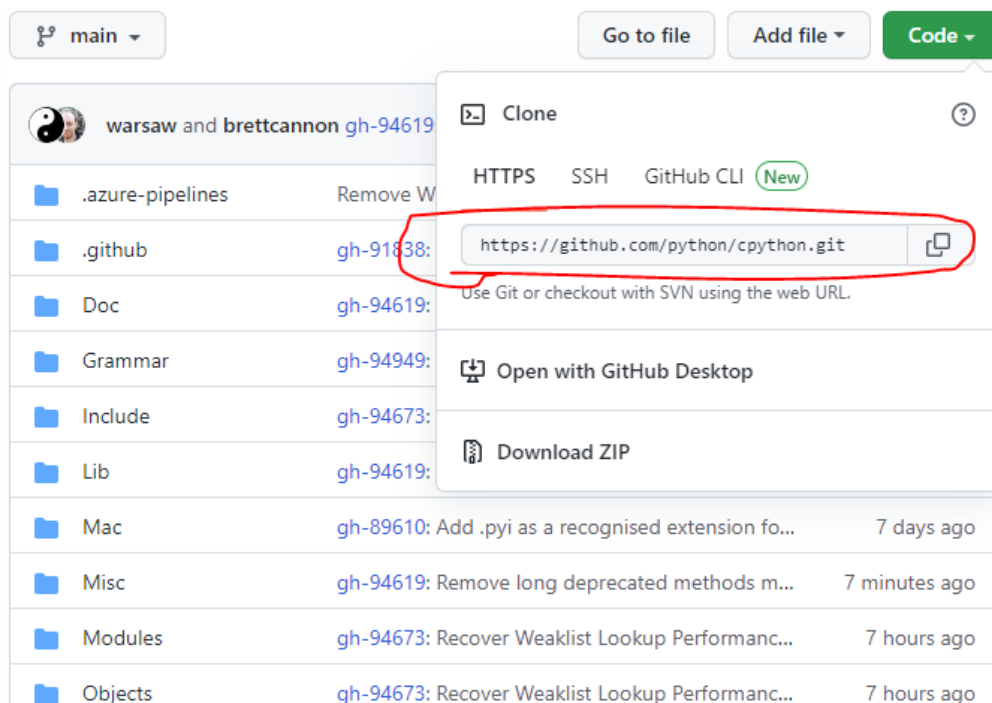 main Go to file Add file Code
warsaw and brettcannon gh-94619
Clone
HTTPS SSH GitHub CLI New
https://github.com/python/cpython.git
Use Git or checkout with SVN using the web URL.
Open with GitHub Desktop
Download ZIP
.azure-pipelines Remove W
.github gh-91838:
Doc gh-94619:
Grammar gh-94949:
Include gh-94673:
Lib gh-94619:
Mac gh-89610: Add .pyi as a recognised extension fo... 7 days ago
Misc gh-94619: Remove long deprecated methods m... 7 minutes ago
Modules gh-94673: Recover Weaklist Lookup Performanc... 7 hours ago
Objects gh-94673: Recover Weaklist Lookup Performanc... 7 hours ago